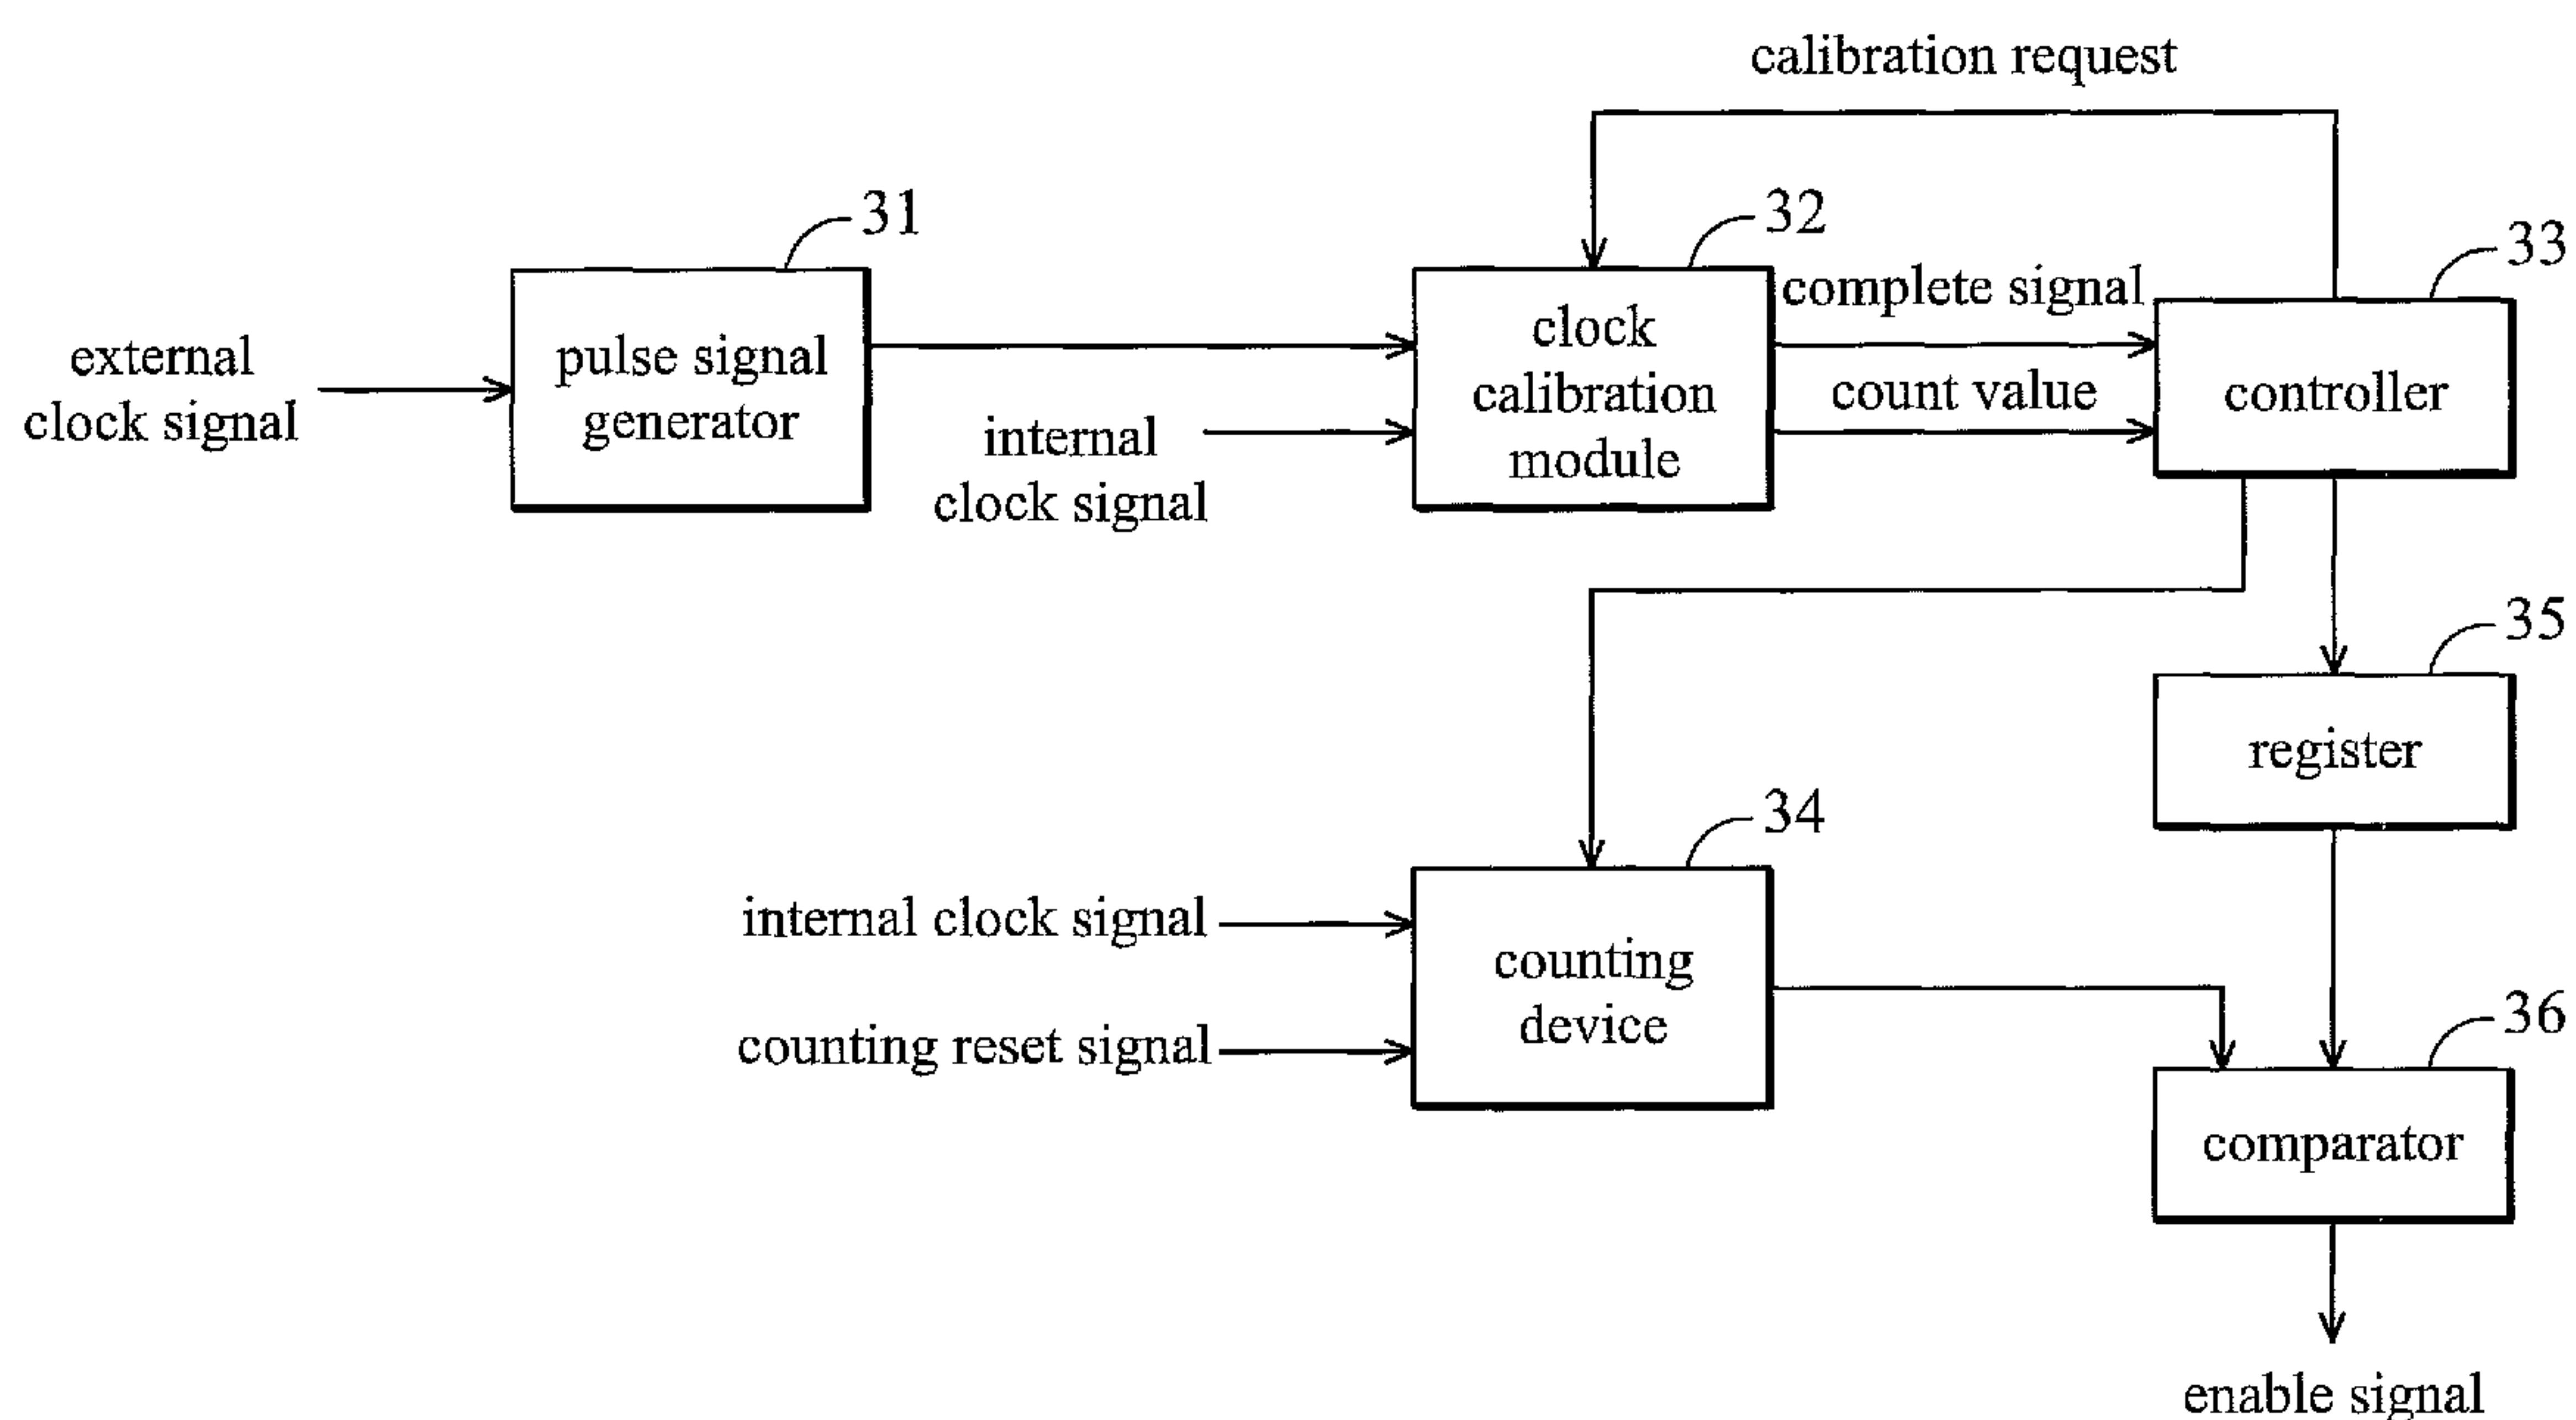 calibration request
31
32
33
external
clock signal
pulse signal
generator
internal
clock signal
clock
calibration
module
complete signal
count value
controller
35
register
34
internal clock signal
counting reset signal
counting
device
36
comparator
enable signal